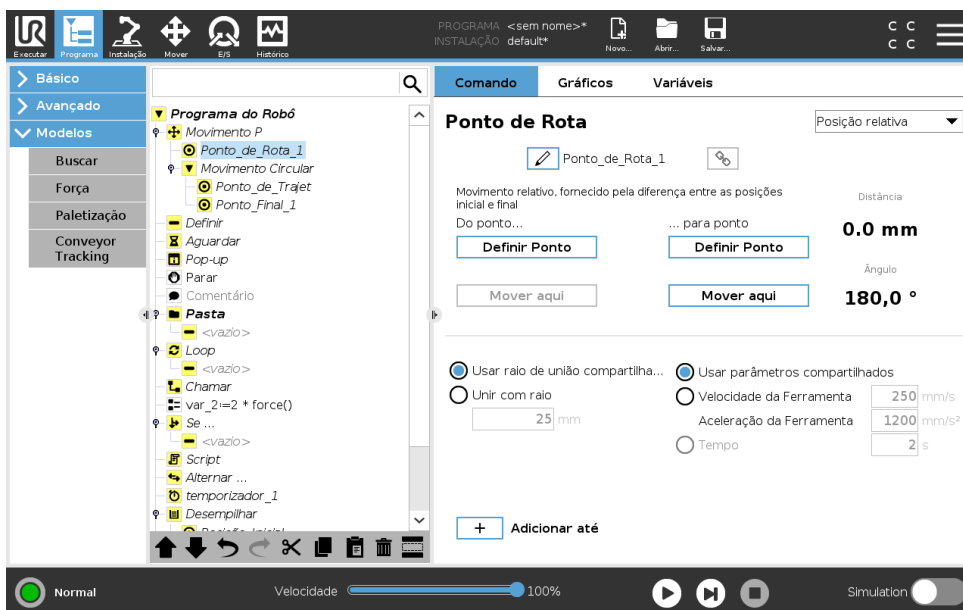 PROGRAMA <sem nome>*
INSTALAÇÃO default*
Executar
Programa
Instalação
Mover
E/S
Histórico
Novo...
Abrir...
Salvar...
C C
C C
Básico
Avançado
Modelos
Buscar
Força
Paletização
Conveyor
Tracking
Programa do Robô
Movimento P
Ponto_de_Rota_1
Movimento Circular
Ponto_de_Trajet
Ponto_Final_1
Definir
Aguardar
Pop-up
Parar
Comentário
Pasta
<vazio>
Loop
<vazio>
Chamar
var_2:=2 * force()
Se ...
<vazio>
Script
Alternar ...
temporizador_1
Desempilhar
Comando
Gráficos
Variáveis
Ponto de Rota
Posição relativa
Ponto_de_Rota_1
Movimento relativo, fornecido pela diferença entre as posições
inicial e final
Do ponto...
... para ponto
Definir Ponto
Definir Ponto
Mover aqui
Mover aqui
Distância
0.0 mm
Ângulo
180,0 °
Usar raio de união compartilha...
Unir com raio
25 mm
Usar parâmetros compartilhados
Velocidade da Ferramenta 250 mm/s
Aceleração da Ferramenta 1200 mm/s²
Tempo 2 s
+ Adicionar até
Normal
Velocidade
100%
Simulation